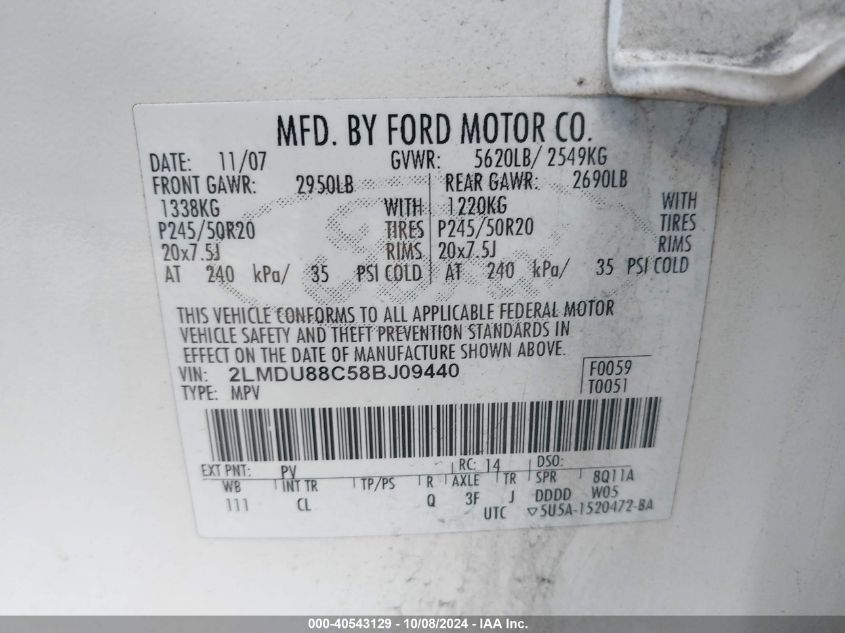 MFD. BY FORD MOTOR CO.
DATE: 11/07 GVWR: 5620LB/ 2549KG
FRONT GAWR: 2950LB REAR GAWR: 2690LB
1338KG WITH 1220KG WITH
P245/50R20 TIRES P245/50R20 TIRES
20x7.5J RIMS 20x7.5J RIMS
AT 240 kPa/ 35 PSI COLD AT 240 kPa/ 35 PSI COLD
THIS VEHICLE CONFORMS TO ALL APPLICABLE FEDERAL MOTOR
VEHICLE SAFETY AND THEFT PREVENTION STANDARDS IN
EFFECT ON THE DATE OF MANUFACTURE SHOWN ABOVE.
VIN: 2LMDU88C58BJ09440 F0059
TYPE: MPV T0051
EXT PNT: PV RC: 14 DSO:
WB INT TR TP/PS R AXLE TR SPR 8Q11A
111 CL Q 3F J DDDD W05
UTC ▽5U5A-1520472-BA
000-40543129 - 10/08/2024 - IAA Inc.